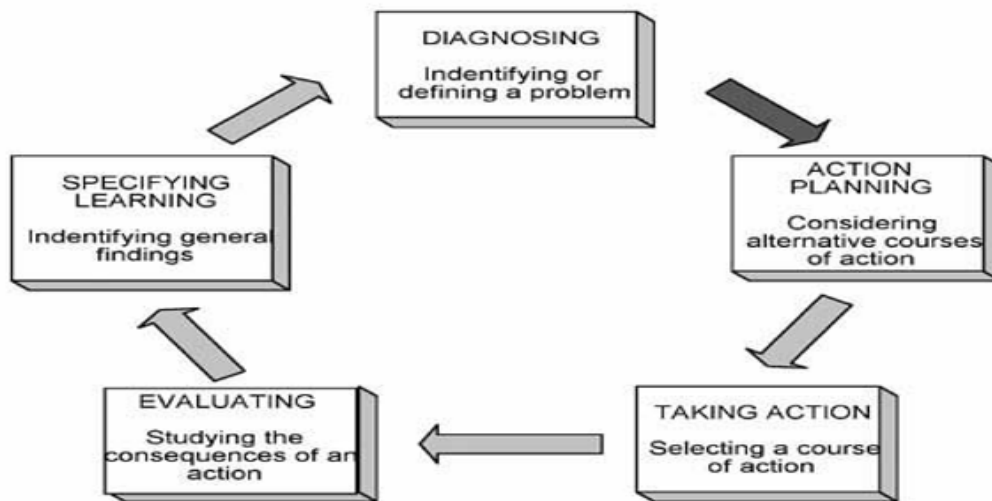 DIAGNOSING
Indentifying or
defining a problem
ACTION
PLANNING
Considering
alternative courses
of action
TAKING ACTION
Selecting a course
of action
EVALUATING
Studying the
consequences of an
action
SPECIFYING
LEARNING
Indentifying general
findings